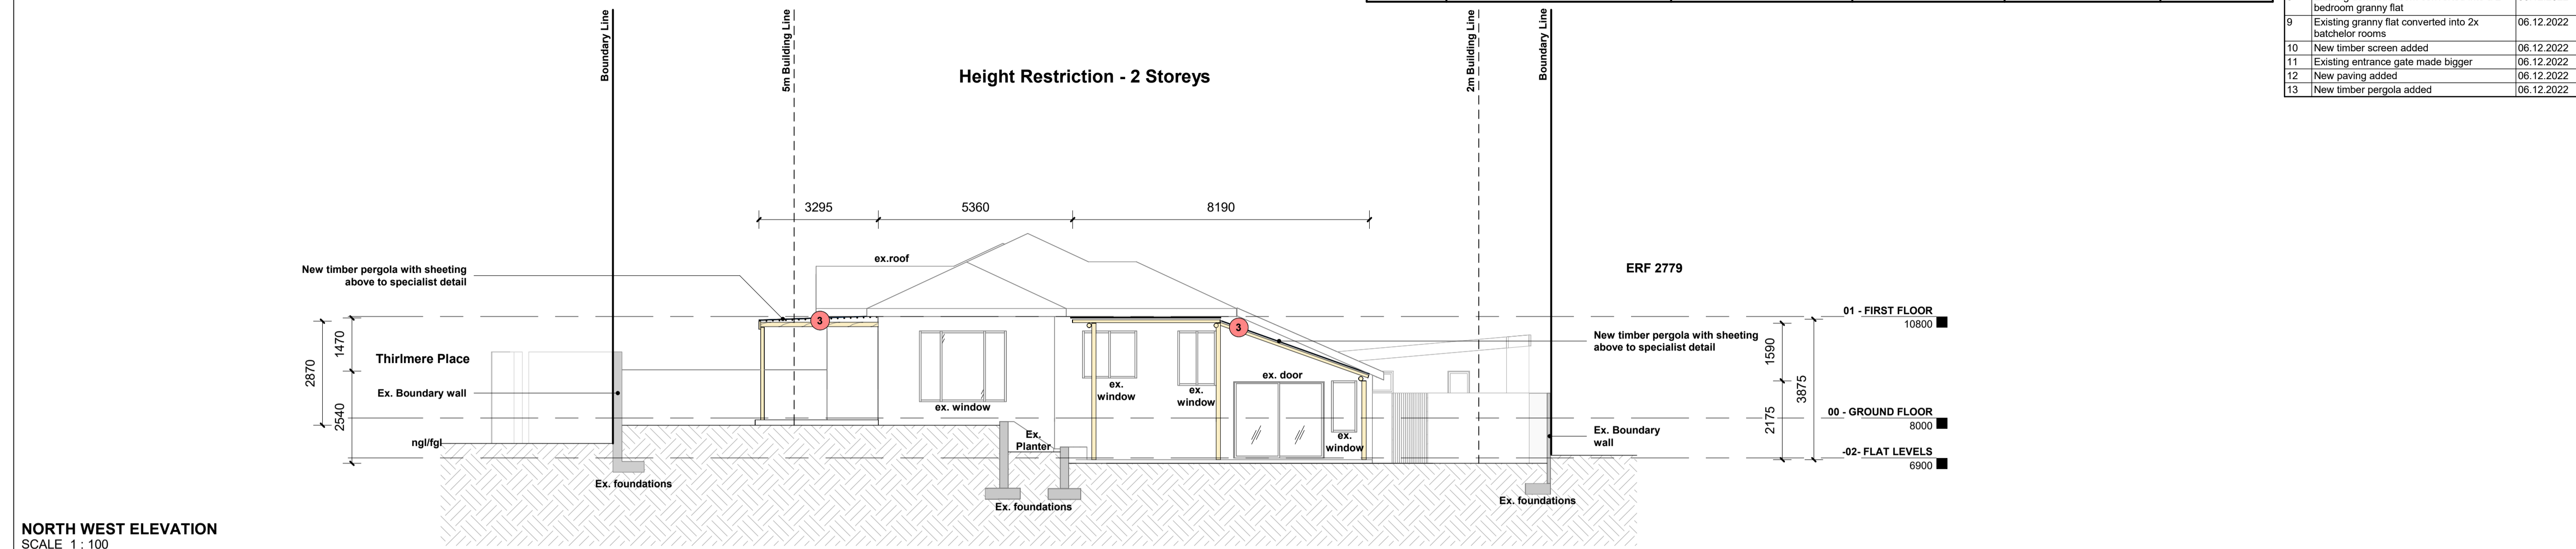 bedroom granny flat
9 Existing granny flat converted into 2x 06.12.2022
batchelor rooms
10 New timber screen added 06.12.2022
11 Existing entrance gate made bigger 06.12.2022
12 New paving added 06.12.2022
13 New timber pergola added 06.12.2022
Boundary Line
5m Building Line
2m Building Line
Boundary Line
Height Restriction - 2 Storeys
3295
5360
8190
ex.roof
New timber pergola with sheeting
above to specialist detail
3
3
ERF 2779
01 - FIRST FLOOR
10800
New timber pergola with sheeting
above to specialist detail
2870
1470
2540
Thirlmere Place
Ex. Boundary wall
ngl/fgl
ex. window
ex.
window
ex.
window
ex. door
ex.
window
1590
2175
3875
00 - GROUND FLOOR
8000
Ex. Boundary
wall
-02- FLAT LEVELS
6900
Ex.
Planter
Ex. foundations
Ex. foundations
Ex. foundations
NORTH WEST ELEVATION
SCALE 1 : 100